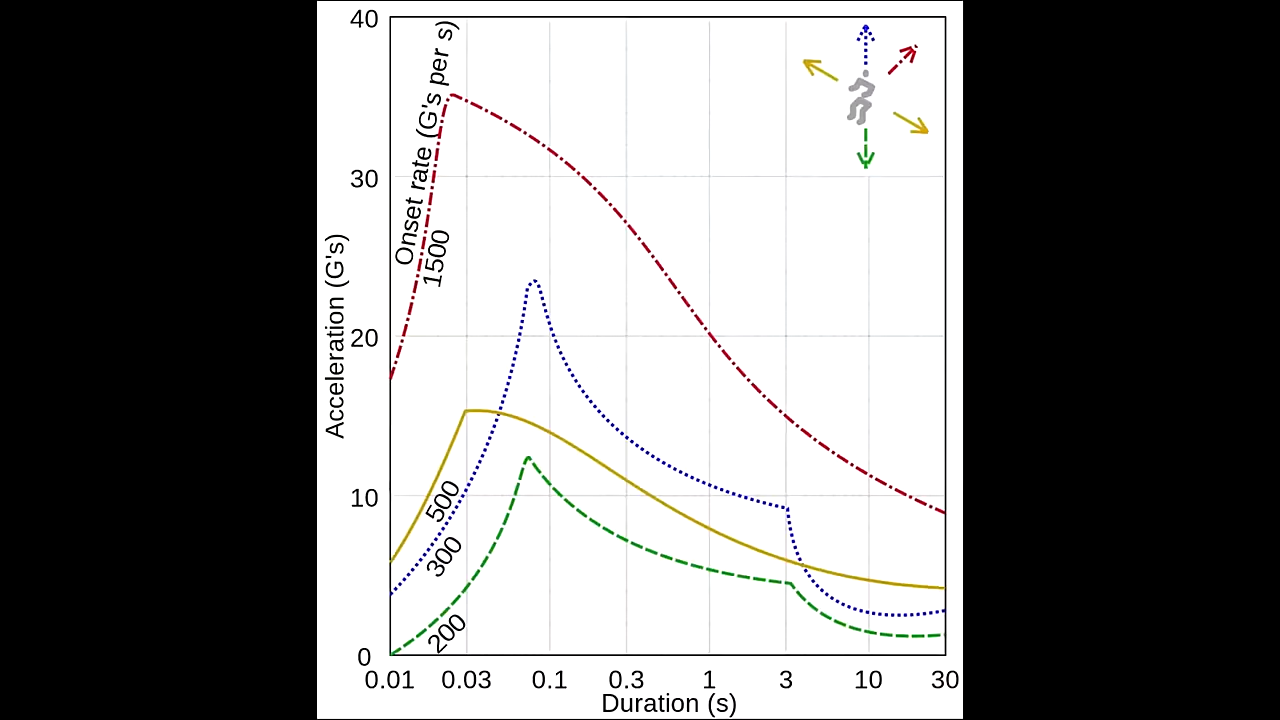 40
30
20
10
0
Acceleration (G's)
Onset rate (G's per s)
1500
500
300
200
0.01 0.03 0.1 0.3 1 3 10 30
Duration (s)